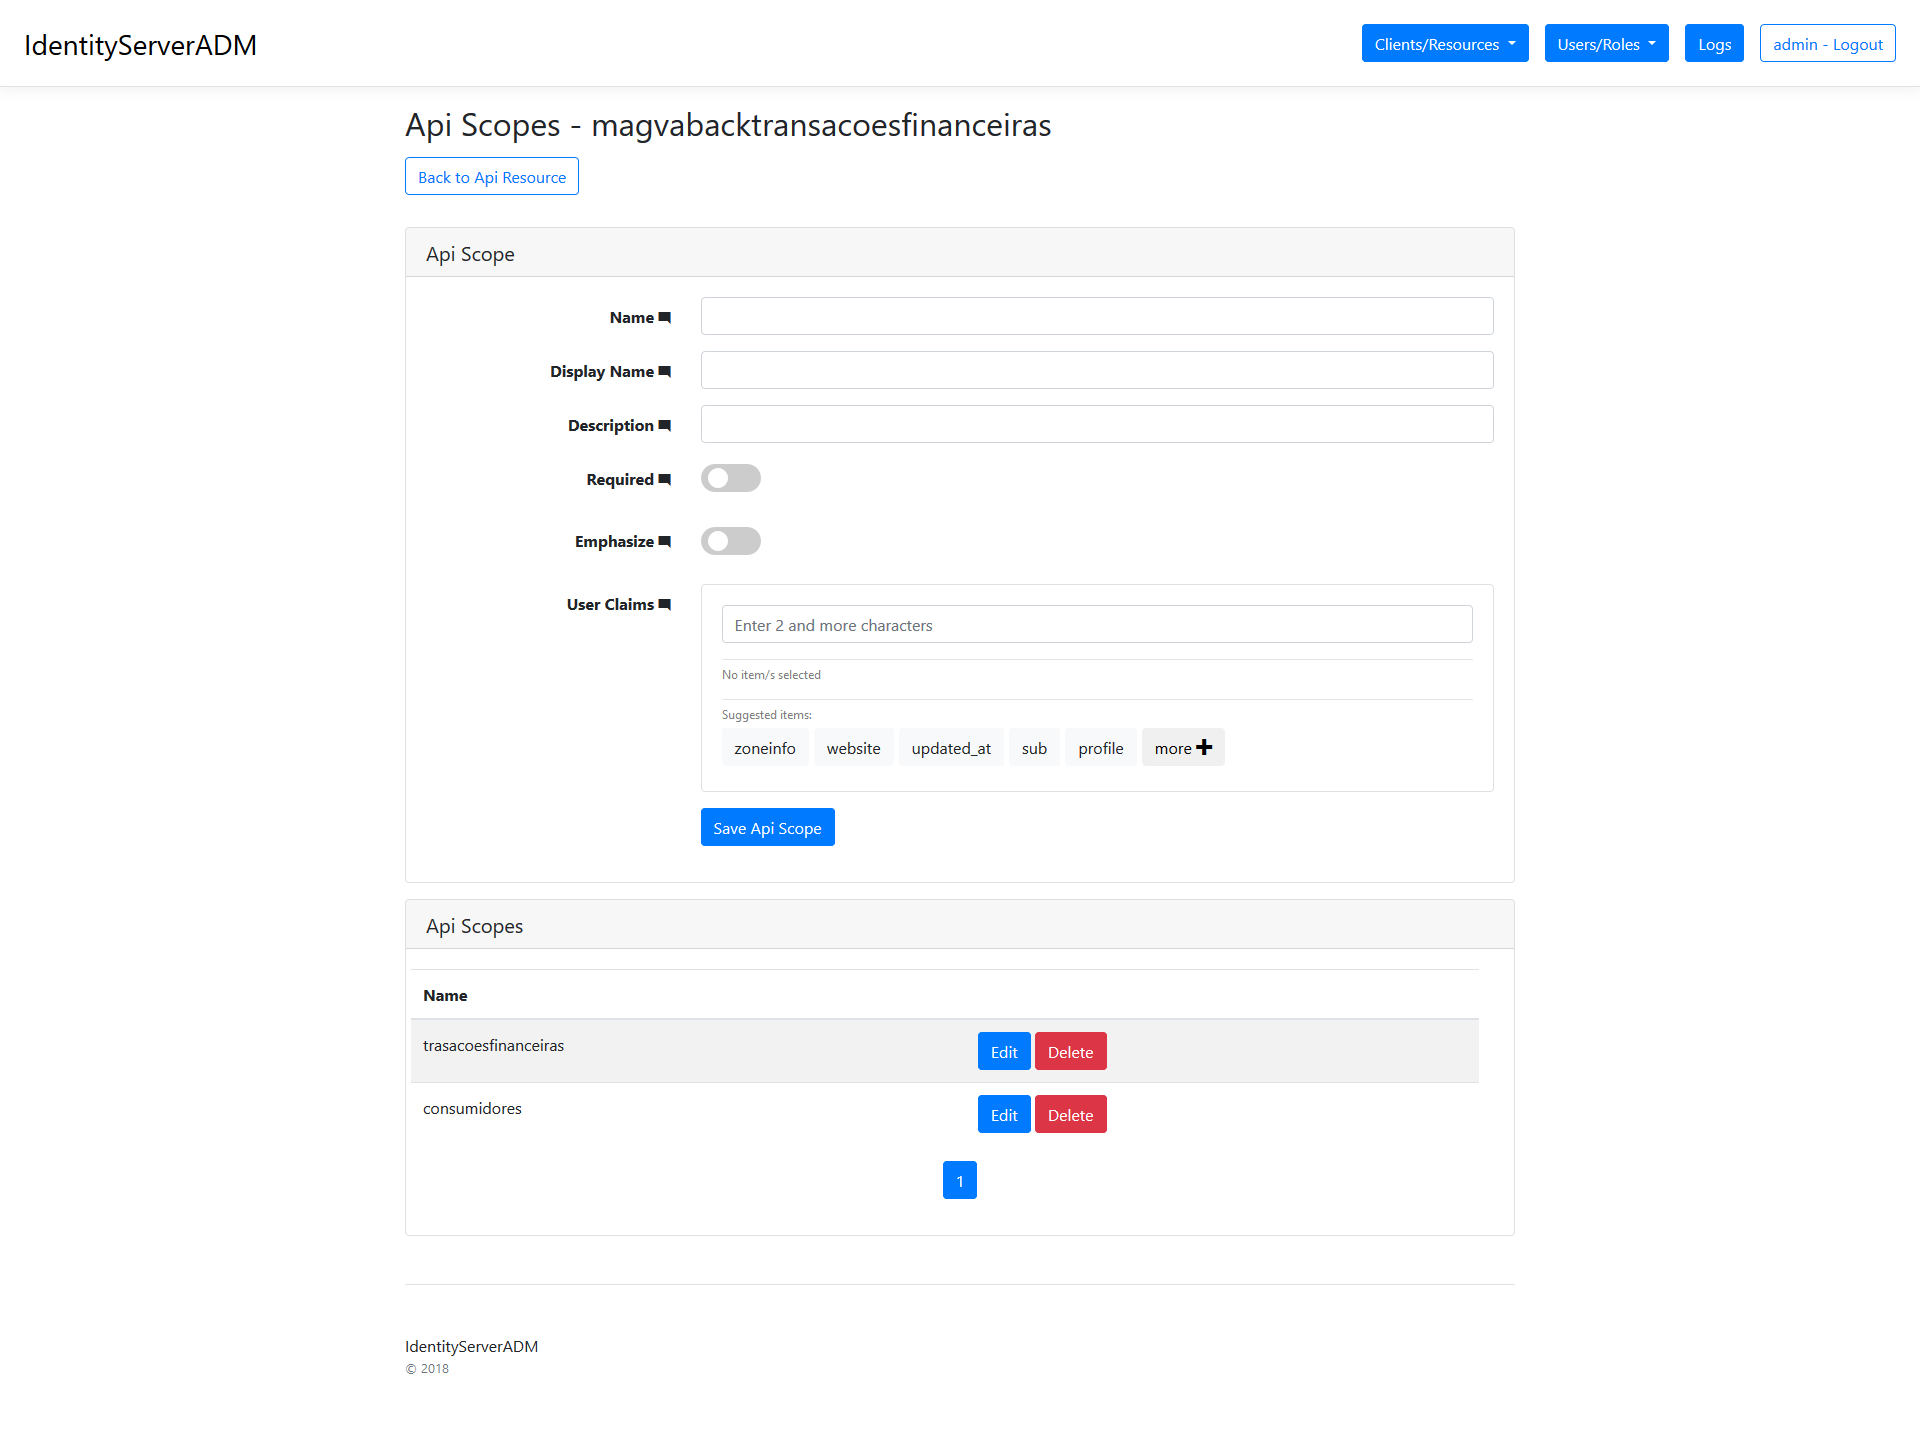 IdentityServerADM
Clients/Resources
Users/Roles
Logs
admin - Logout
Api Scopes - magvabacktransacoesfinanceiras
Back to Api Resource
Api Scope
Name
Display Name
Description
Required
Emphasize
User Claims
Enter 2 and more characters
No item/s selected
Suggested items:
zoneinfo website updated_at sub profile more
Save Api Scope
Api Scopes
Name
trasacoesfinanceiras Edit Delete
consumidores Edit Delete
1
IdentityServerADM
© 2018